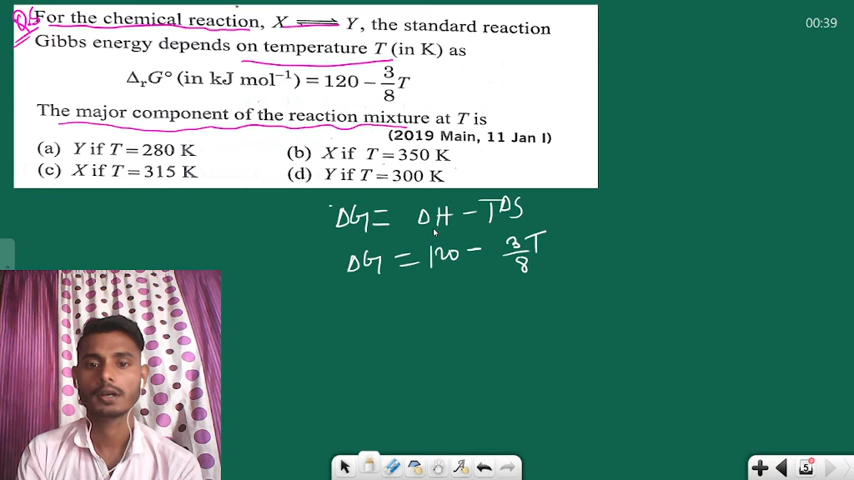 Q5 For the chemical reaction, X ⇌ Y, the standard reaction
Gibbs energy depends on temperature T (in K) as
ΔrG° (in kJ mol⁻¹) = 120 − 3/8 T
The major component of the reaction mixture at T is
(2019 Main, 11 Jan I)
(a) Y if T = 280 K (b) X if T = 350 K
(c) X if T = 315 K (d) Y if T = 300 K
ΔG = ΔH − TΔS
ΔG = 120 − 3/8 T
00:39
5